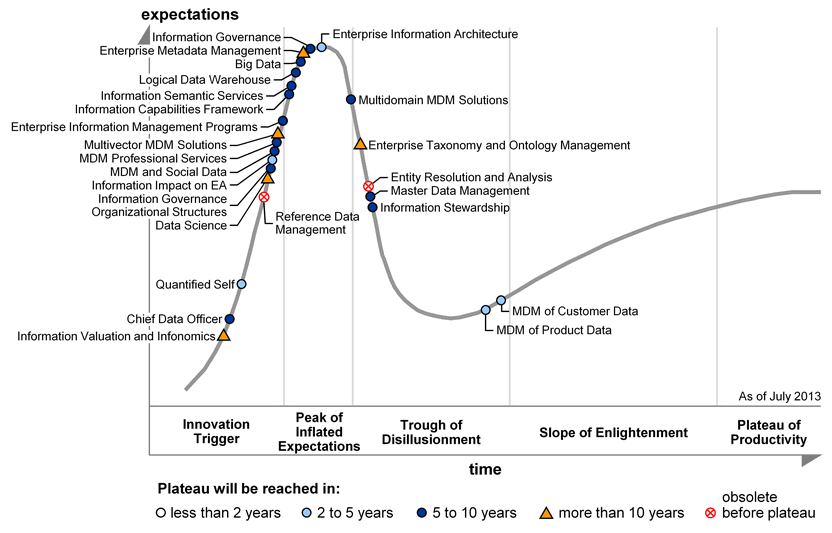 expectations
Information Governance
Enterprise Information Architecture
Enterprise Metadata Management
Big Data
Logical Data Warehouse
Information Semantic Services
Information Capabilities Framework
Multidomain MDM Solutions
Enterprise Information Management Programs
Multivector MDM Solutions
Enterprise Taxonomy and Ontology Management
MDM Professional Services
MDM and Social Data
Entity Resolution and Analysis
Information Impact on EA
Master Data Management
Information Governance
Organizational Structures
Information Stewardship
Data Science
Reference Data
Management
Quantified Self
Chief Data Officer
MDM of Customer Data
Information Valuation and Infonomics
MDM of Product Data
As of July 2013
Innovation
Trigger
Peak of
Inflated
Expectations
Trough of
Disillusionment
Slope of Enlightenment
Plateau of
Productivity
time
Plateau will be reached in:
less than 2 years
2 to 5 years
5 to 10 years
more than 10 years
obsolete
before plateau